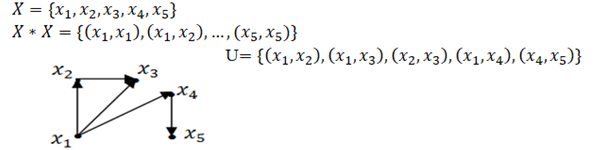 X = {x₁,x₂,x₃,x₄,x₅}
X * X = {(x₁,x₁),(x₁,x₂),...,(x₅,x₅)}
U= {(x₁,x₂),(x₁,x₃),(x₂,x₃),(x₁,x₄),(x₄,x₅)}
x₂ x₃
x₄
x₁ x₅